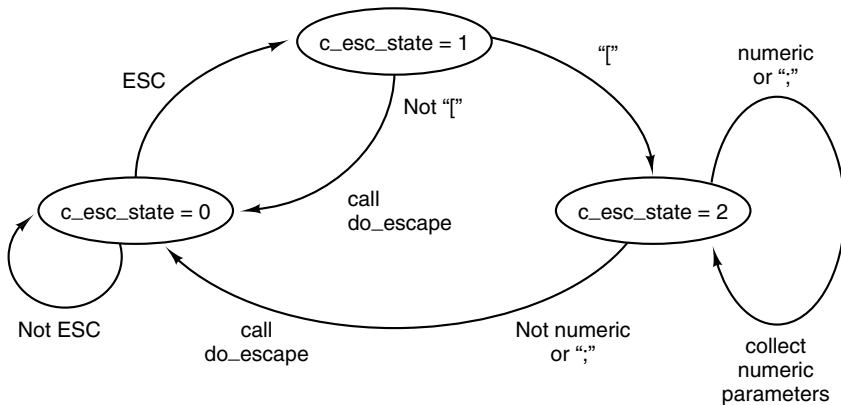 c_esc_state = 1
“[”
numeric
or “;”
ESC
Not “[”
call
do_escape
c_esc_state = 0
c_esc_state = 2
Not ESC
call
do_escape
Not numeric
or “;”
collect
numeric
parameters